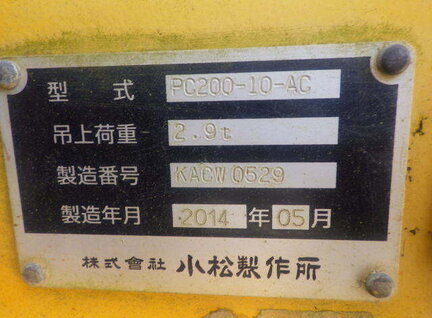 型 式 PC200-10-AC
吊上荷重 2.9t
製造番号 KACW0529
製造年月 2014 年 05 月
株式會社 小松製作所